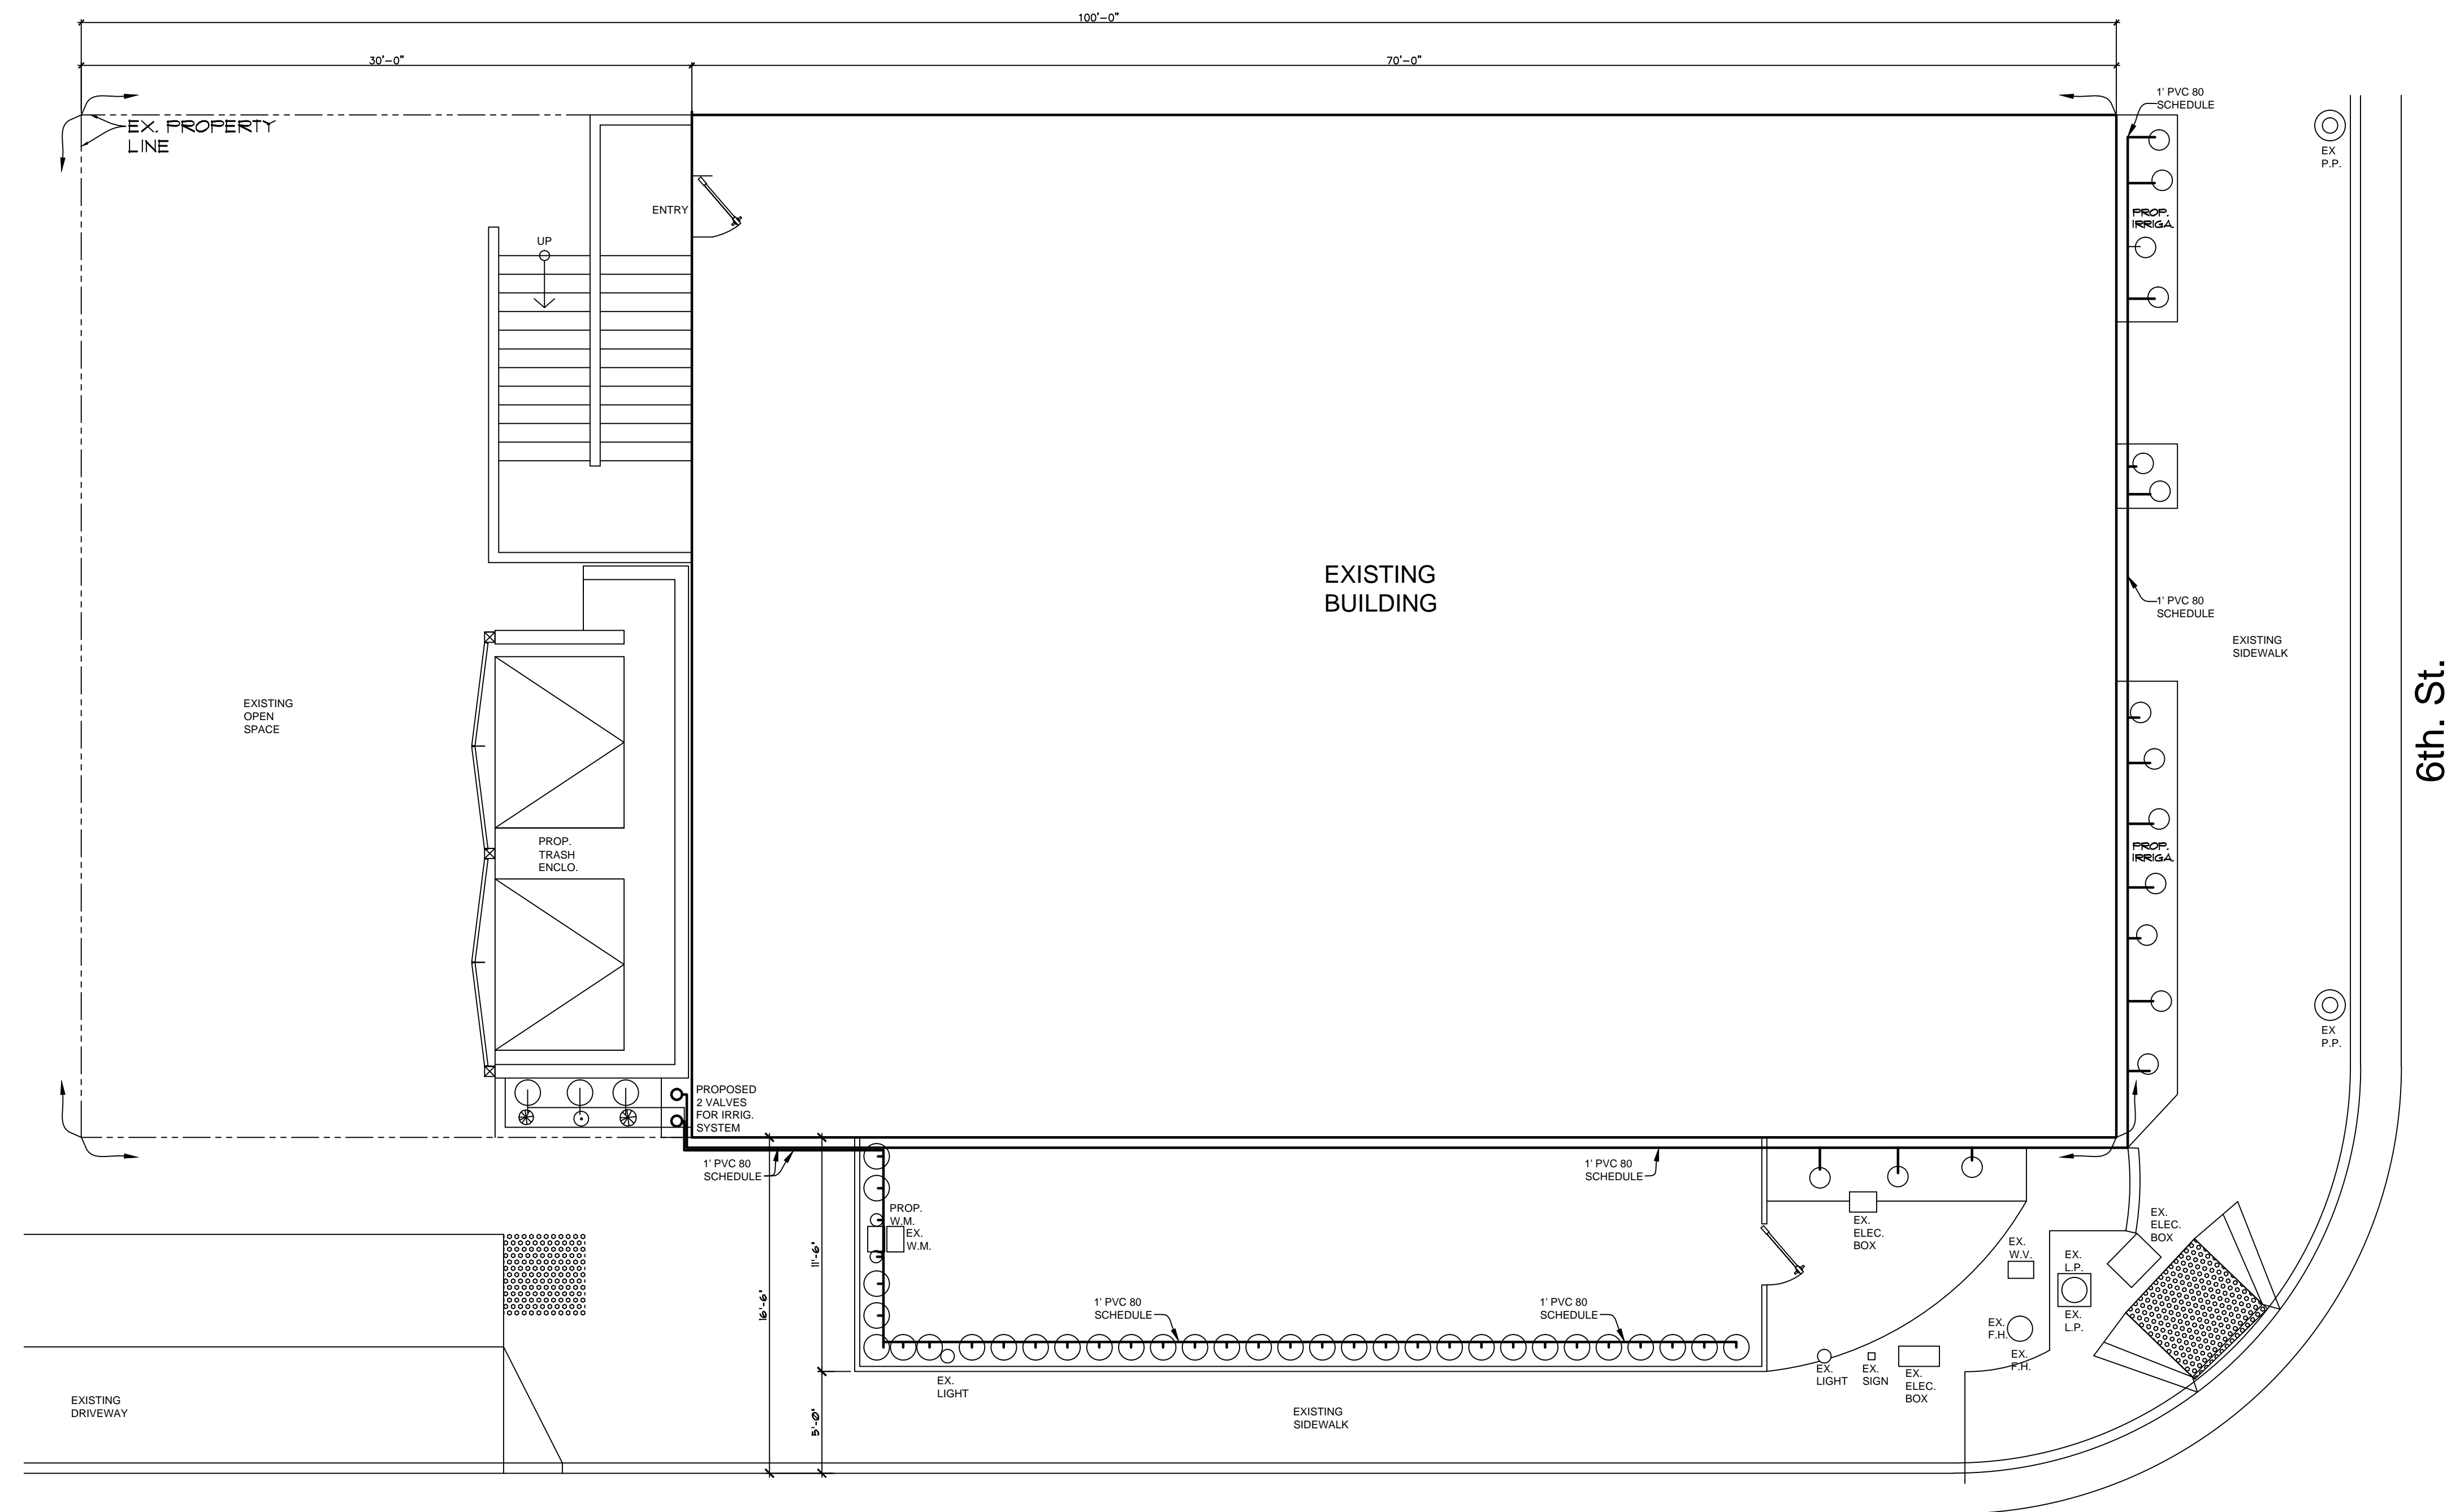 100'-0"
30'-0"
70'-0"
1' PVC 80
SCHEDULE
EX. PROPERTY
LINE
EX
P.P.
ENTRY
PROP.
IRRIGA.
UP
EXISTING
BUILDING
1' PVC 80
SCHEDULE
EXISTING
SIDEWALK
6th. St.
EXISTING
OPEN
SPACE
PROP.
TRASH
ENCLO.
PROP.
IRRIGA.
EX
P.P.
PROPOSED
2 VALVES
FOR IRRIG.
SYSTEM
1' PVC 80
SCHEDULE
1' PVC 80
SCHEDULE
PROP.
W.M.
EX.
W.M.
11'-6"
16'-6"
5'-0"
EX.
ELEC.
BOX
EX.
ELEC.
BOX
EX.
W.V.
EX.
L.P.
EX.
L.P.
EX.
F.H.
EX.
F.H.
1' PVC 80
SCHEDULE
1' PVC 80
SCHEDULE
EX.
LIGHT
EX.
LIGHT
EX.
SIGN
EX.
ELEC.
BOX
EXISTING
DRIVEWAY
EXISTING
SIDEWALK